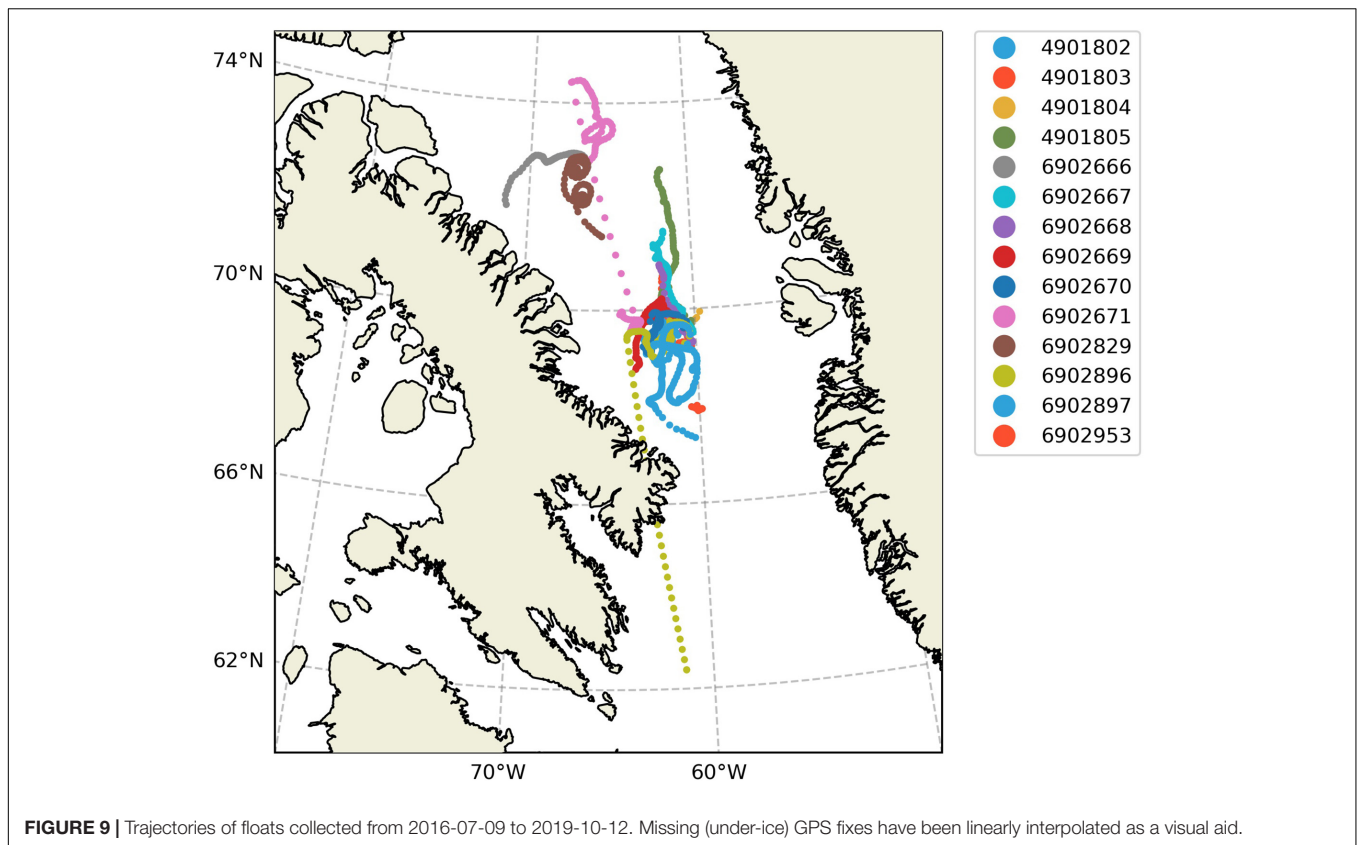 74°N
70°N
66°N
62°N
70°W
60°W
4901802
4901803
4901804
4901805
6902666
6902667
6902668
6902669
6902670
6902671
6902829
6902896
6902897
6902953
FIGURE 9 | Trajectories of floats collected from 2016-07-09 to 2019-10-12. Missing (under-ice) GPS fixes have been linearly interpolated as a visual aid.